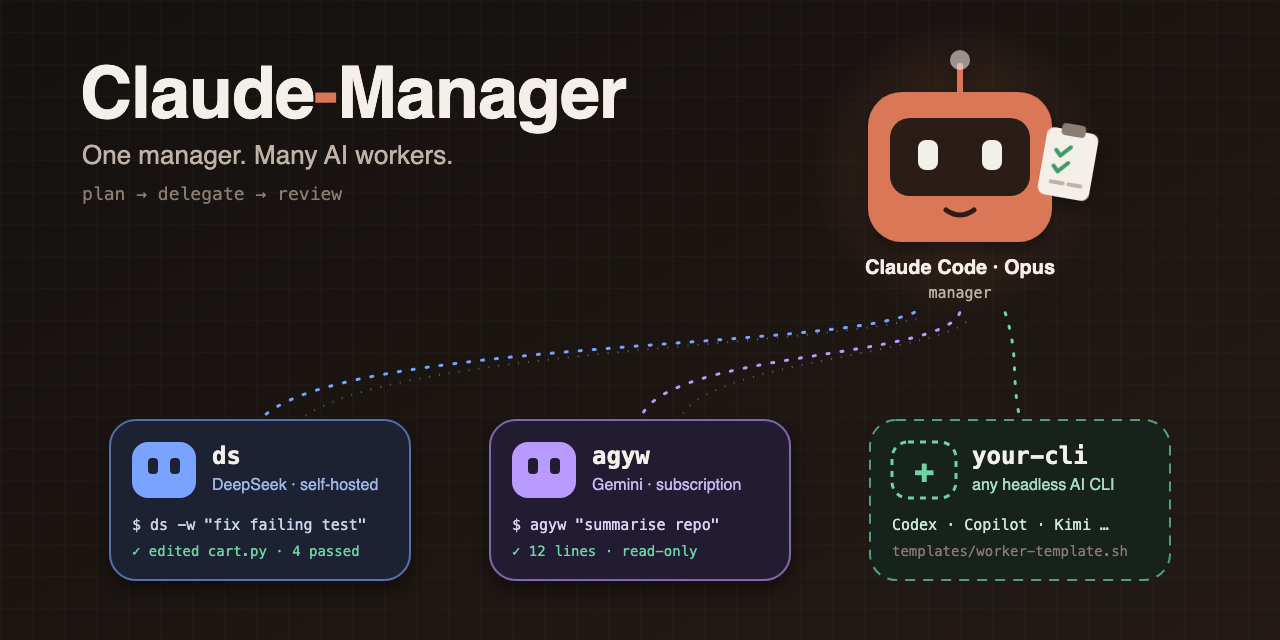 Claude-Manager
One manager. Many AI workers.
plan → delegate → review
Claude Code · Opus
manager
ds
DeepSeek · self-hosted
$ ds -w "fix failing test"
✓ edited cart.py · 4 passed
agyw
Gemini · subscription
$ agyw "summarise repo"
✓ 12 lines · read-only
your-cli
any headless AI CLI
Codex · Copilot · Kimi …
templates/worker-template.sh